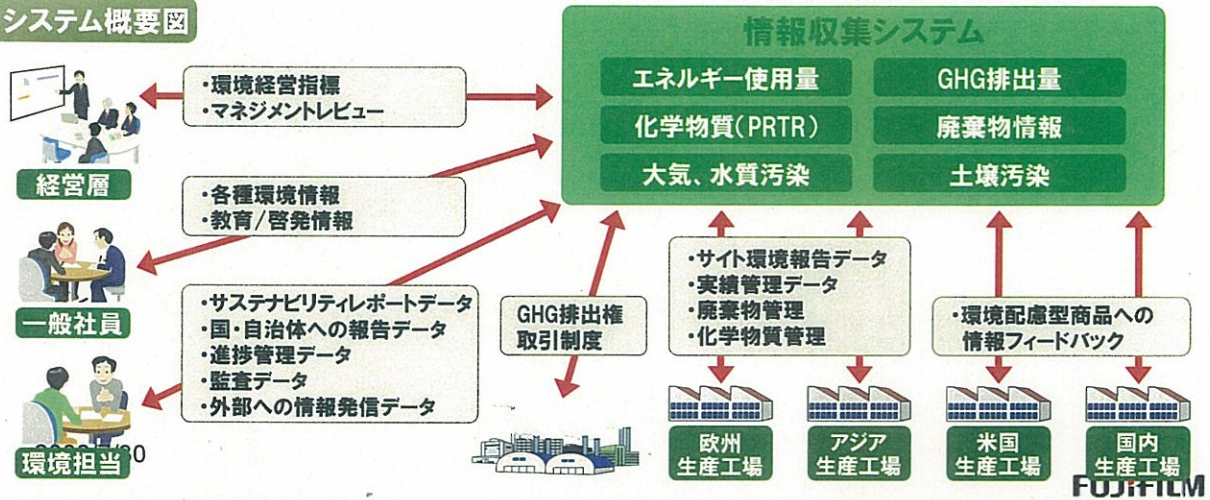 システム概要図
情報収集システム
エネルギー使用量
GHG排出量
化学物質(PRTR)
廃棄物情報
大気、水質汚染
土壌汚染
・環境経営指標
・マネジメントレビュー
経営層
・各種環境情報
・教育/啓発情報
一般社員
・サステナビリティレポートデータ
・国・自治体への報告データ
・進捗管理データ
・監査データ
・外部への情報発信データ
環境担当
GHG排出権
取引制度
・サイト環境報告データ
・実績管理データ
・廃棄物管理
・化学物質管理
・環境配慮型商品への
情報フィードバック
欧州
生産工場
アジア
生産工場
米国
生産工場
国内
生産工場
FUJIFILM